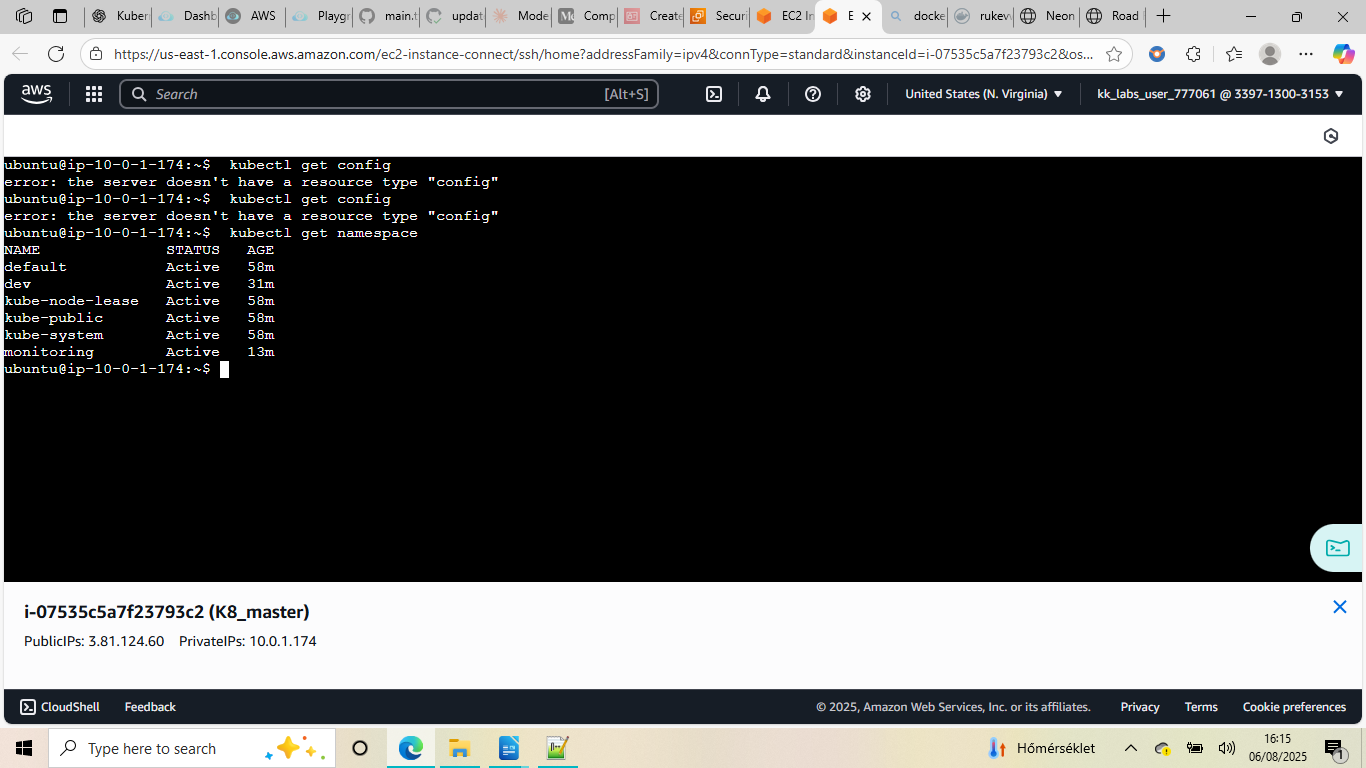 Kuber
Dashb
AWS
Playgr
main.t
updat
Mode
Comp
Create
Securi
EC2 In
E
docke
rukev
Neon
Road
https://us-east-1.console.aws.amazon.com/ec2-instance-connect/ssh/home?addressFamily=ipv4&connType=standard&instanceId=i-07535c5a7f23793c2&os...
aws
Search
[Alt+S]
United States (N. Virginia)
kk_labs_user_777061 @ 3397-1300-3153
ubuntu@ip-10-0-1-174:~$  kubectl get config
error: the server doesn't have a resource type "config"
ubuntu@ip-10-0-1-174:~$  kubectl get config
error: the server doesn't have a resource type "config"
ubuntu@ip-10-0-1-174:~$  kubectl get namespace
NAME              STATUS   AGE
default           Active   58m
dev               Active   31m
kube-node-lease   Active   58m
kube-public       Active   58m
kube-system       Active   58m
monitoring        Active   13m
ubuntu@ip-10-0-1-174:~$
i-07535c5a7f23793c2 (K8_master)
PublicIPs: 3.81.124.60 PrivateIPs: 10.0.1.174
CloudShell
Feedback
© 2025, Amazon Web Services, Inc. or its affiliates.
Privacy
Terms
Cookie preferences
Type here to search
Hőmérséklet
16:15
06/08/2025
1